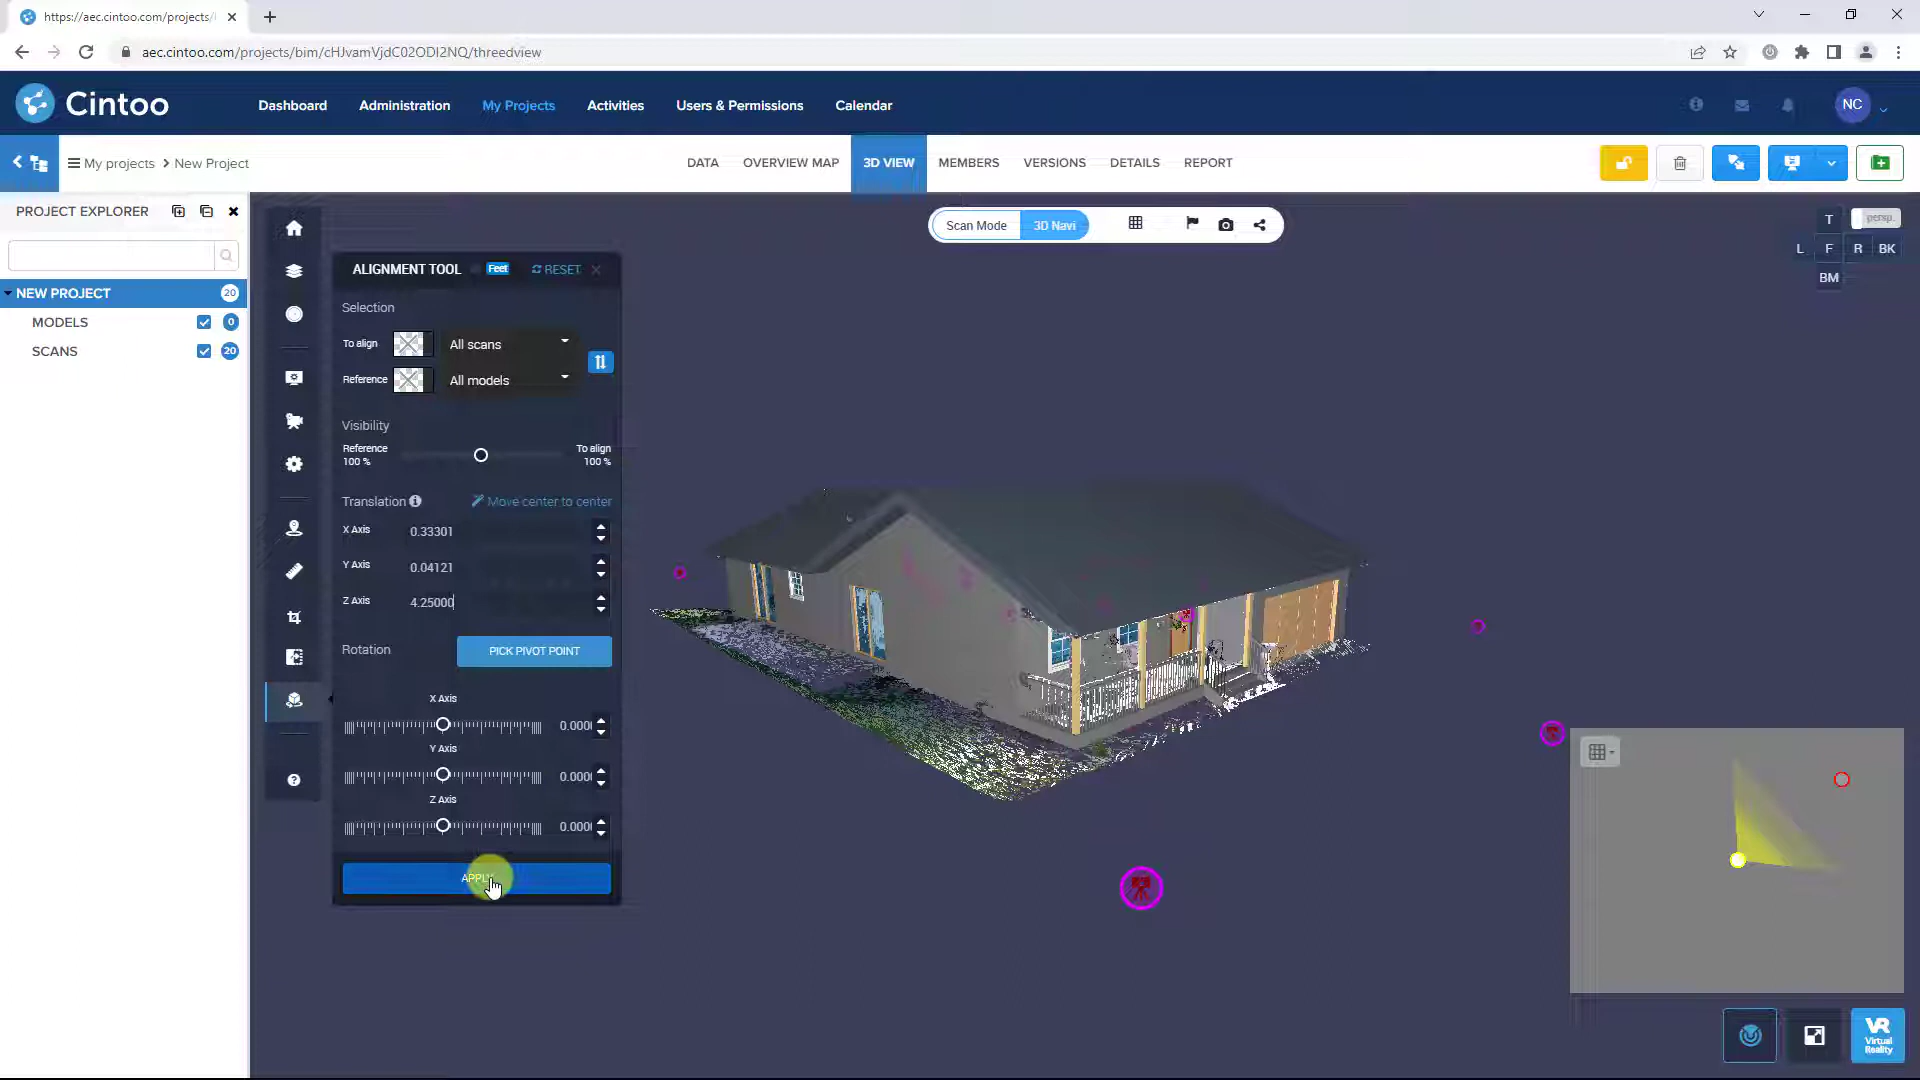 https://aec.cintoo.com/projects/
aec.cintoo.com/projects/bim/cHJvamVjdC02ODI2NQ/threedview
Cintoo
Dashboard
Administration
My Projects
Activities
Users & Permissions
Calendar
NC
My projects > New Project
DATA
OVERVIEW MAP
3D VIEW
MEMBERS
VERSIONS
DETAILS
REPORT
PROJECT EXPLORER
NEW PROJECT 20
MODELS 0
SCANS 20
Scan Mode
3D Navi
T
persp.
L F R BK
BM
ALIGNMENT TOOL Feet RESET
Selection
To align All scans
Reference All models
Visibility
Reference
100 %
To align
100 %
Translation
Move center to center
X Axis 0.33301
Y Axis 0.04121
Z Axis 4.25000
Rotation
PICK PIVOT POINT
X Axis
0.000
Y Axis
0.000
Z Axis
0.000
APPLY
VR
Virtual
Reality